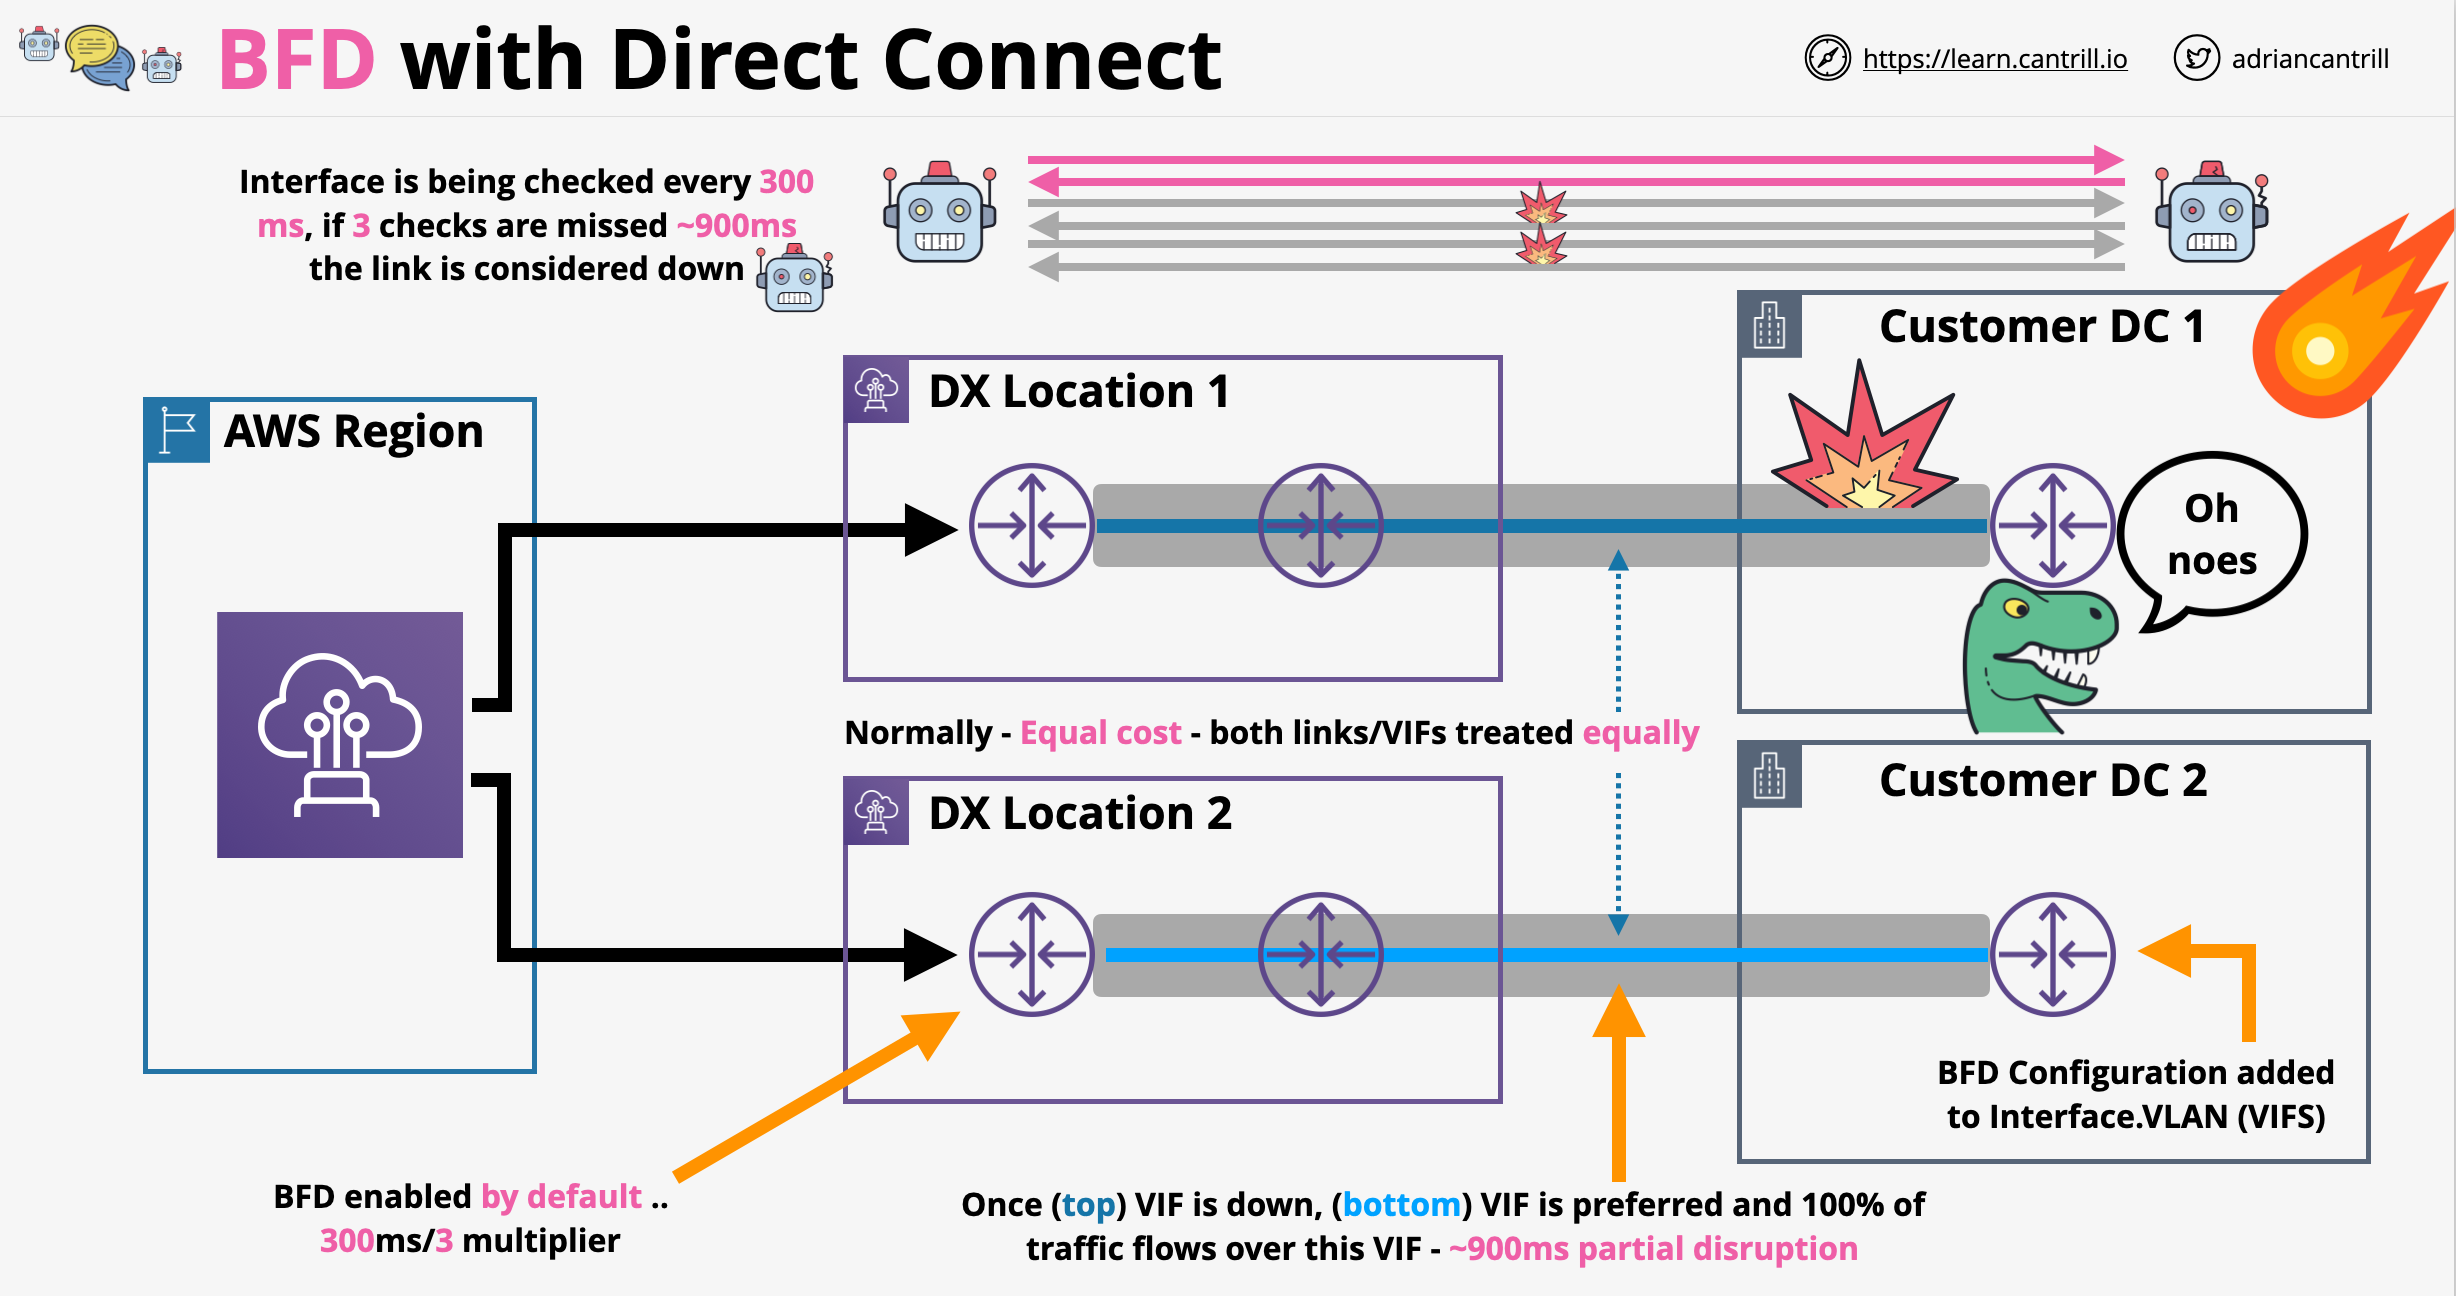 BFD with Direct Connect
https://learn.cantrill.io
adriancantrill
Interface is being checked every 300
ms, if 3 checks are missed ~900ms
the link is considered down
Customer DC 1
DX Location 1
AWS Region
Oh
noes
Normally - Equal cost - both links/VIFs treated equally
Customer DC 2
DX Location 2
BFD Configuration added
to Interface.VLAN (VIFS)
BFD enabled by default ..
300ms/3 multiplier
Once (top) VIF is down, (bottom) VIF is preferred and 100% of
traffic flows over this VIF - ~900ms partial disruption